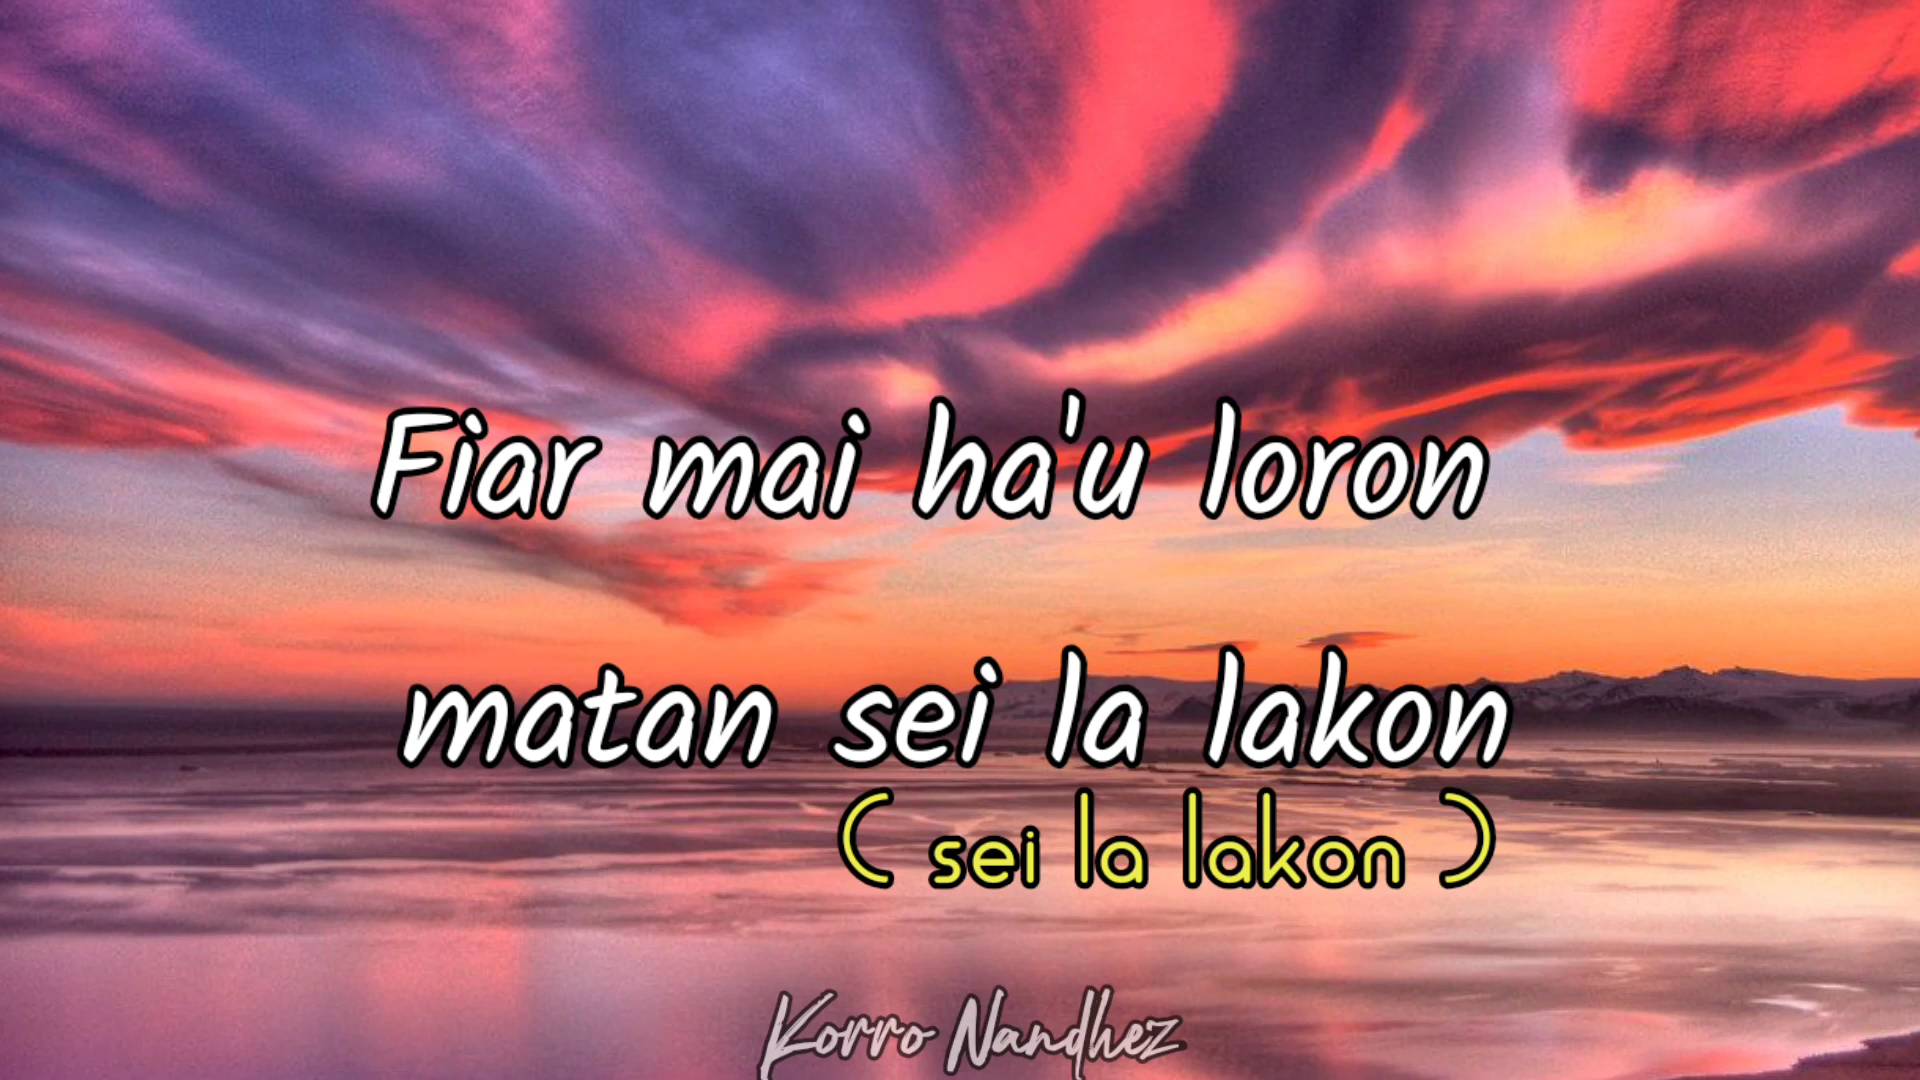 Fiar mai ha'u loron
matan sei la lakon
( sei la lakon )
Korro Nandhez